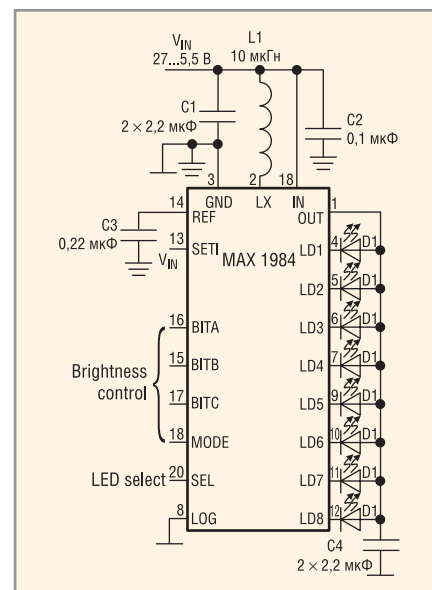 V_IN
27...5,5 В
L1
10 мкГн
C1
2 × 2,2 мкФ
C2
0,1 мкФ
3
2
18
14
GND
LX
IN
1
REF
OUT
C3
0,22 мкФ
13
SETI
V_IN
MAX 1984
LD1
4
D1
LD2
5
D1
LD3
6
D1
LD4
7
D1
LD5
9
D1
LD6
10
D1
LD7
11
D1
LD8
12
D1
16
BITA
15
BITB
17
BITC
18
MODE
Brightness
control
LED select
20
SEL
8
LOG
C4
2 × 2,2 мкФ